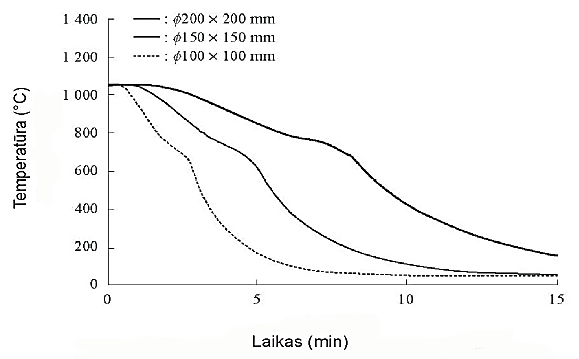 1 400
: ϕ200 × 200 mm
1 200
: ϕ150 × 150 mm
: ϕ100 × 100 mm
1 000
800
600
400
200
0
Temperatūra (°C)
0 5 10 15
Laikas (min)